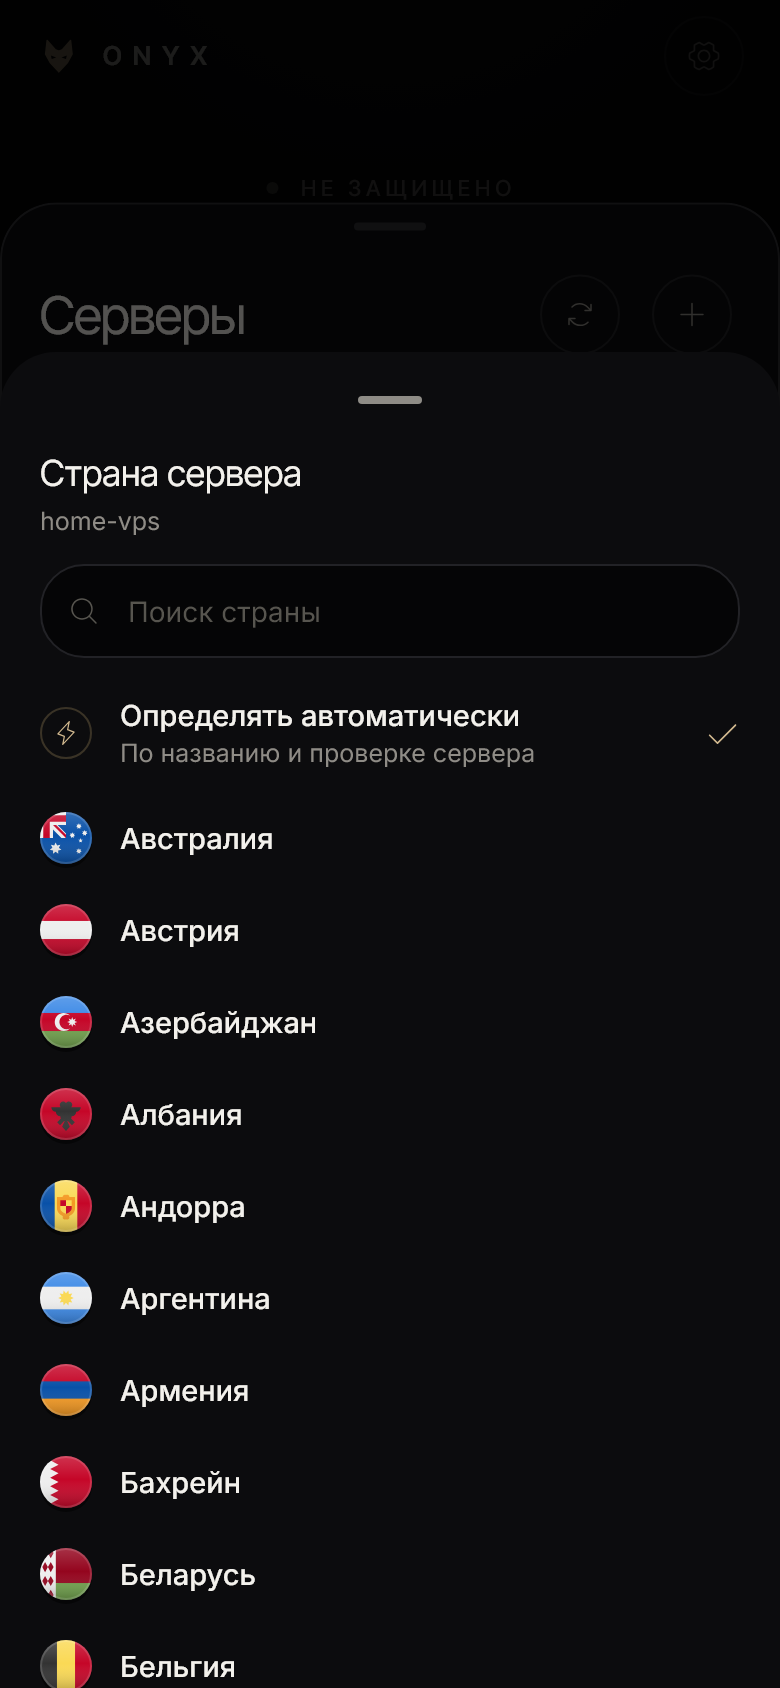 ONYX
НЕ ЗАЩИЩЕНО
Серверы
Страна сервера
home-vps
Поиск страны
Определять автоматически
По названию и проверке сервера
Австралия
Австрия
Азербайджан
Албания
Андорра
Аргентина
Армения
Бахрейн
Беларусь
Бельгия